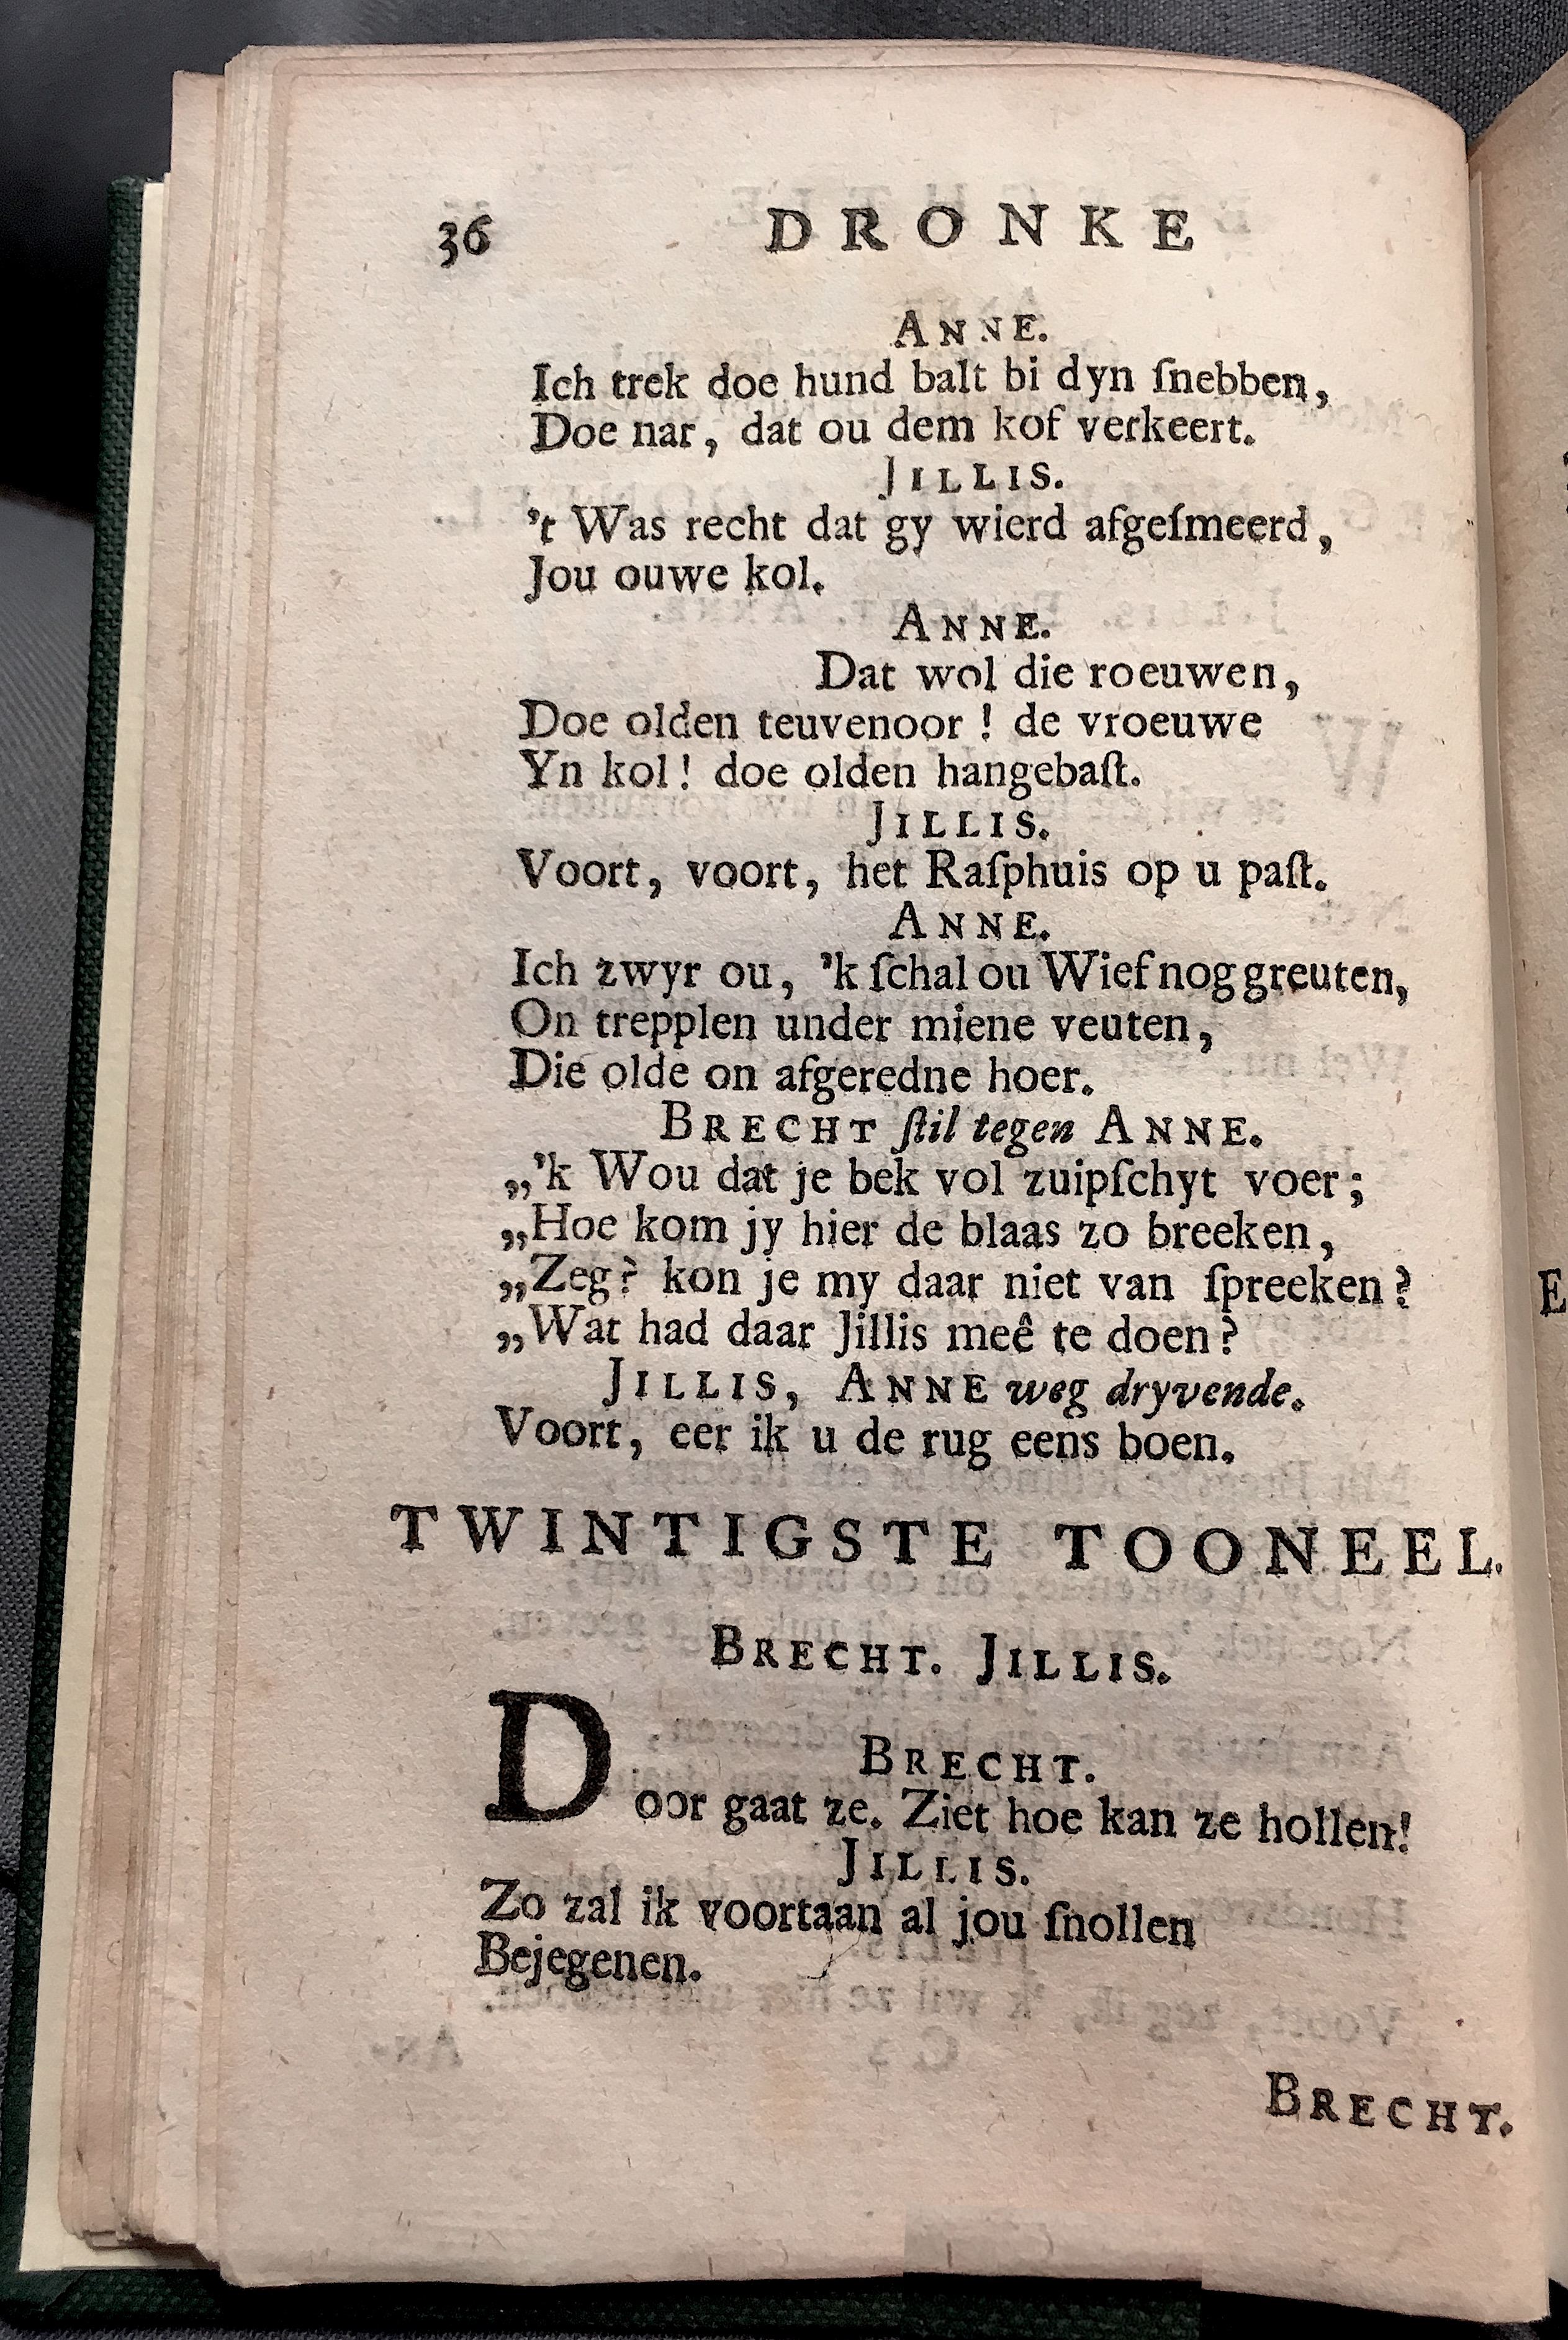 36 DRONKE
ANNE.
Ich trek doe hund balt bi dyn ſnebben,
Doe nar, dat ou dem kof verkeert.
JILLIS.
't Was recht dat gy wierd afgeſmeerd,
Jou ouwe kol.
ANNE.
Dat wol die roeuwen,
Doe olden teuvenoor! de vroeuwe
Yn kol! doe olden hangebaſt.
JILLIS.
Voort, voort, het Raſphuis op u paſt.
ANNE.
Ich zwyr ou, 'k ſchal ou Wief nog greuten,
On trepplen under miene veuten,
Die olde on afgeredne hoer.
BRECHT ſtil tegen ANNE.
„'k Wou dat je bek vol zuipſchyt voer;
„Hoe kom jy hier de blaas zo breeken,
„Zeg? kon je my daar niet van ſpreeken?
„Wat had daar Jillis meê te doen?
JILLIS, ANNE weg dryvende.
Voort, eer ik u de rug eens boen.
TWINTIGSTE TOONEEL.
BRECHT. JILLIS.
BRECHT.
Door gaat ze. Ziet hoe kan ze hollen!
JILLIS.
Zo zal ik voortaan al jou ſnollen
Bejegenen.
BRECHT.
E